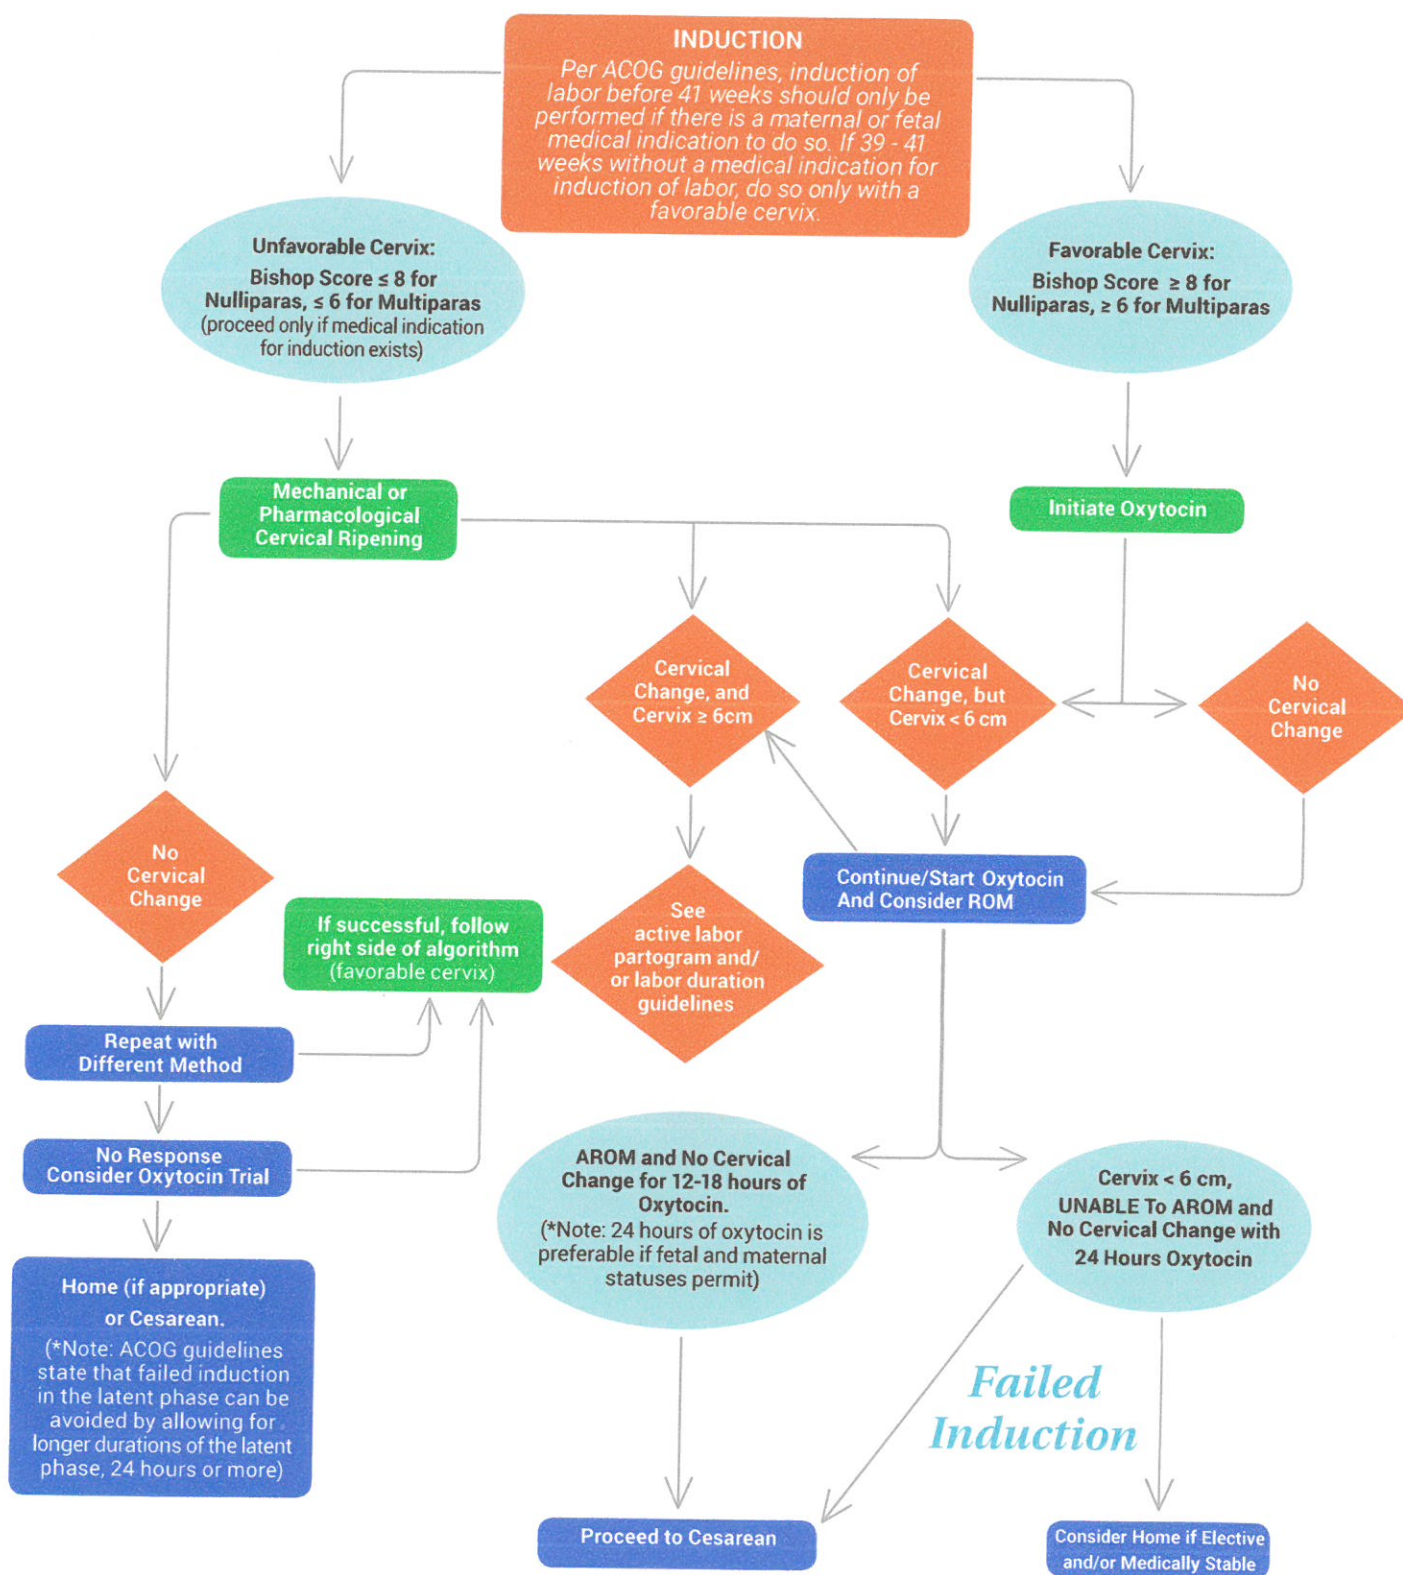 INDUCTION
Per ACOG guidelines, induction of
labor before 41 weeks should only be
performed if there is a maternal or fetal
medical indication to do so. If 39 - 41
weeks without a medical indication for
induction of labor, do so only with a
favorable cervix.
Unfavorable Cervix:
Bishop Score ≤ 8 for
Nulliparas, ≤ 6 for Multiparas
(proceed only if medical indication
for induction exists)
Favorable Cervix:
Bishop Score ≥ 8 for
Nulliparas, ≥ 6 for Multiparas
Mechanical or
Pharmacological
Cervical Ripening
Initiate Oxytocin
Cervical
Change, and
Cervix ≥ 6cm
Cervical
Change, but
Cervix < 6 cm
No
Cervical
Change
No
Cervical
Change
Continue/Start Oxytocin
And Consider ROM
If successful, follow
right side of algorithm
(favorable cervix)
See
active labor
partogram and/
or labor duration
guidelines
Repeat with
Different Method
No Response
Consider Oxytocin Trial
AROM and No Cervical
Change for 12-18 hours of
Oxytocin.
(*Note: 24 hours of oxytocin is
preferable if fetal and maternal
statuses permit)
Cervix < 6 cm,
UNABLE To AROM and
No Cervical Change with
24 Hours Oxytocin
Home (if appropriate)
or Cesarean.
(*Note: ACOG guidelines
state that failed induction
in the latent phase can be
avoided by allowing for
longer durations of the latent
phase, 24 hours or more)
Failed
Induction
Proceed to Cesarean
Consider Home if Elective
and/or Medically Stable